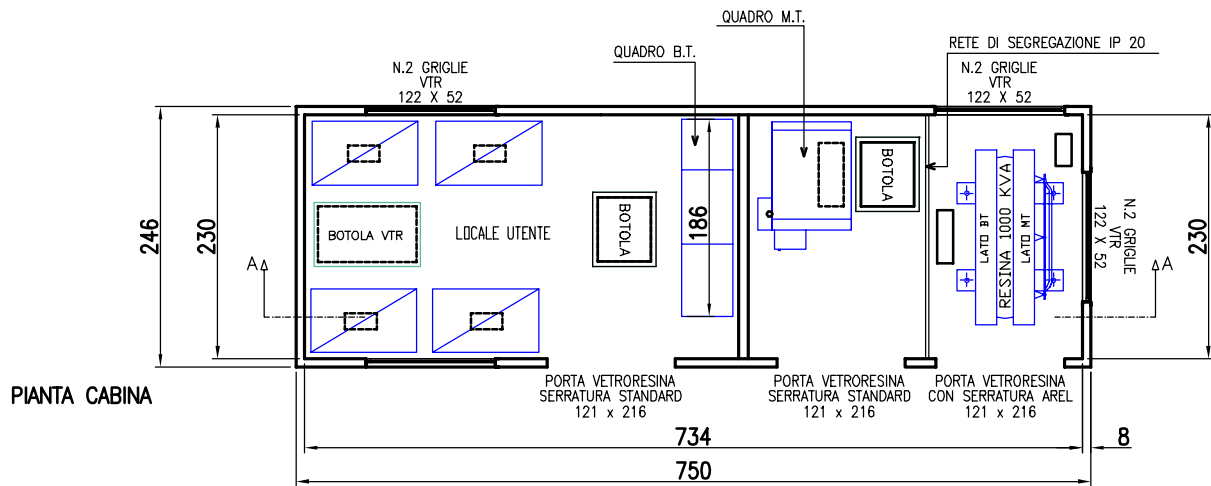 QUADRO M.T.
QUADRO B.T.
RETE DI SEGREGAZIONE IP 20
N.2 GRIGLIE
VTR
122 X 52
N.2 GRIGLIE
VTR
122 X 52
246
230
BOTOLA VTR
LOCALE UTENTE
BOTOLA
186
BOTOLA
LATO BT
RESINA 1000 KVA
LATO MT
N.2 GRIGLIE
VTR
122 X 52
230
A
A
PIANTA CABINA
PORTA VETRORESINA
SERRATURA STANDARD
121 x 216
PORTA VETRORESINA
SERRATURA STANDARD
121 x 216
PORTA VETRORESINA
CON SERRATURA AREL
121 x 216
734
8
750